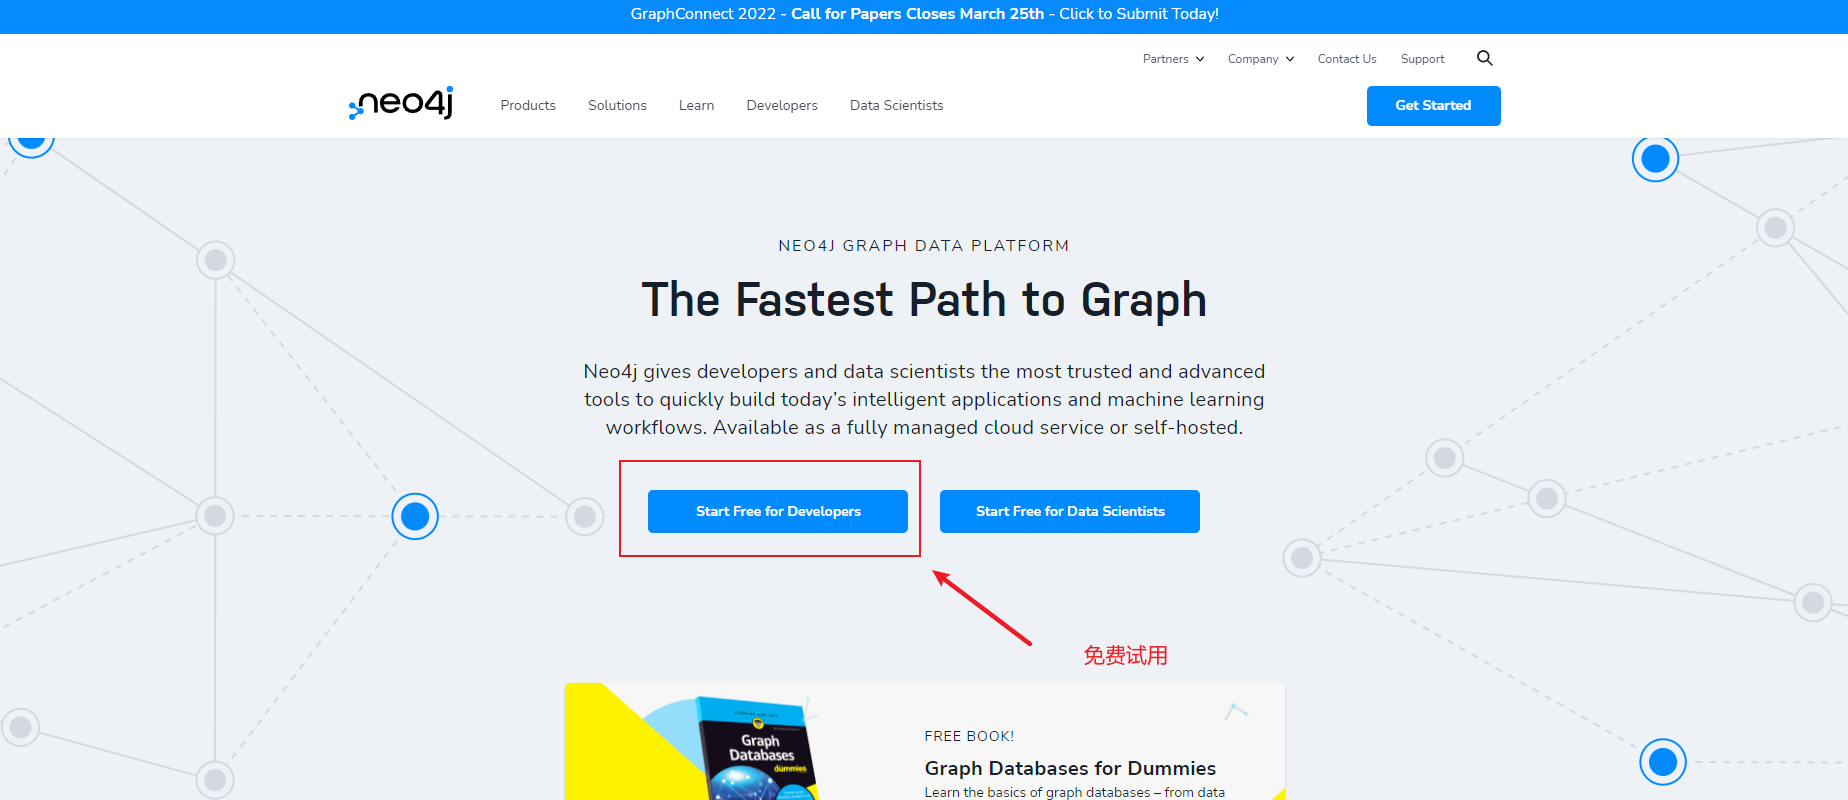 GraphConnect 2022 - Call for Papers Closes March 25th - Click to Submit Today!
Partners Company Contact Us Support
neo4j Products Solutions Learn Developers Data Scientists Get Started
NEO4J GRAPH DATA PLATFORM
The Fastest Path to Graph
Neo4j gives developers and data scientists the most trusted and advanced
tools to quickly build today’s intelligent applications and machine learning
workflows. Available as a fully managed cloud service or self-hosted.
Start Free for Developers Start Free for Data Scientists
免费试用
Graph
Databases
dummies
FREE BOOK!
Graph Databases for Dummies
Learn the basics of graph databases – from data